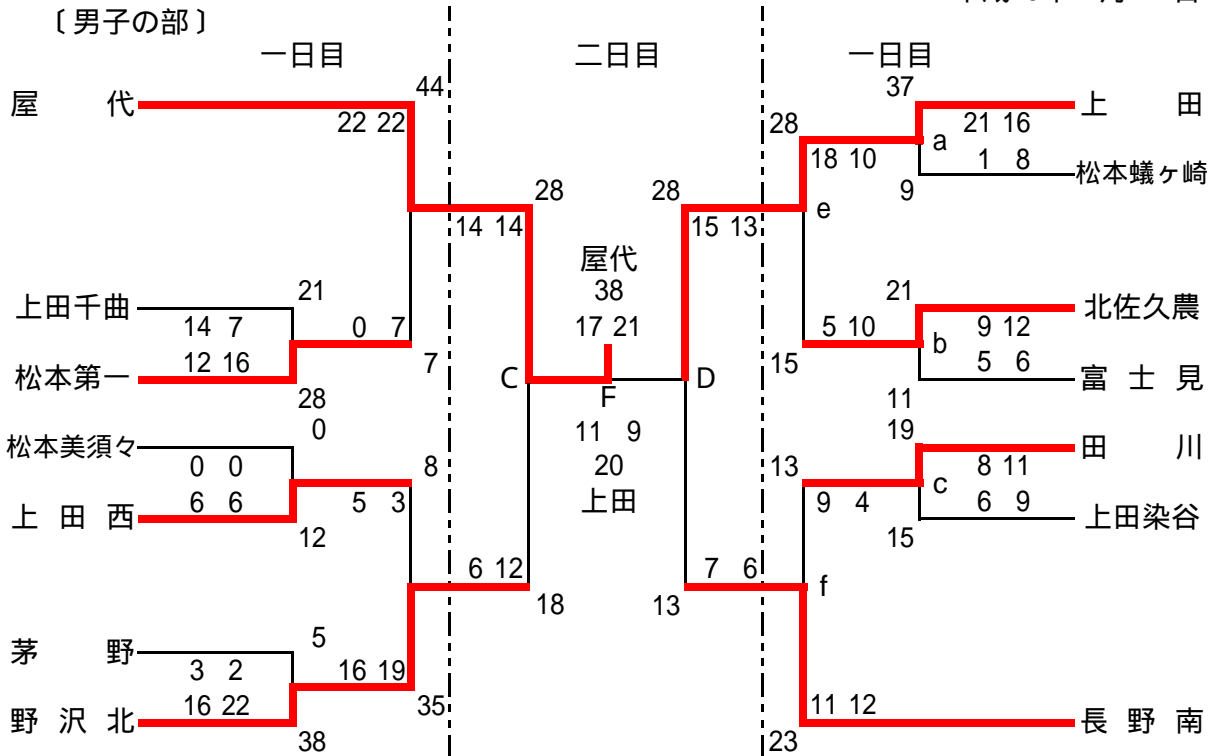 〔男子の部〕
一日目
二日目
一日目
屋代
44
22 22
上田千曲
21
14 7
0 7
12 16
松本第一
7
28
松本美須々
0
0 0
8
6 6
5 3
上田西
12
茅野
5
3 2
16 19
16 22
野沢北
35
38
28
14 14
C
6 12
18
屋代
38
17 21
F
11 9
20
上田
28
15 13
D
7 6
13
37
上田
28
21 16
18 10
a
1 8
松本蟻ヶ崎
9
e
21
北佐久農
5 10
9 12
b
15
5 6
富士見
11
19
田川
13
8 11
9 4
c
6 9
上田染谷
15
f
11 12
長野南
23